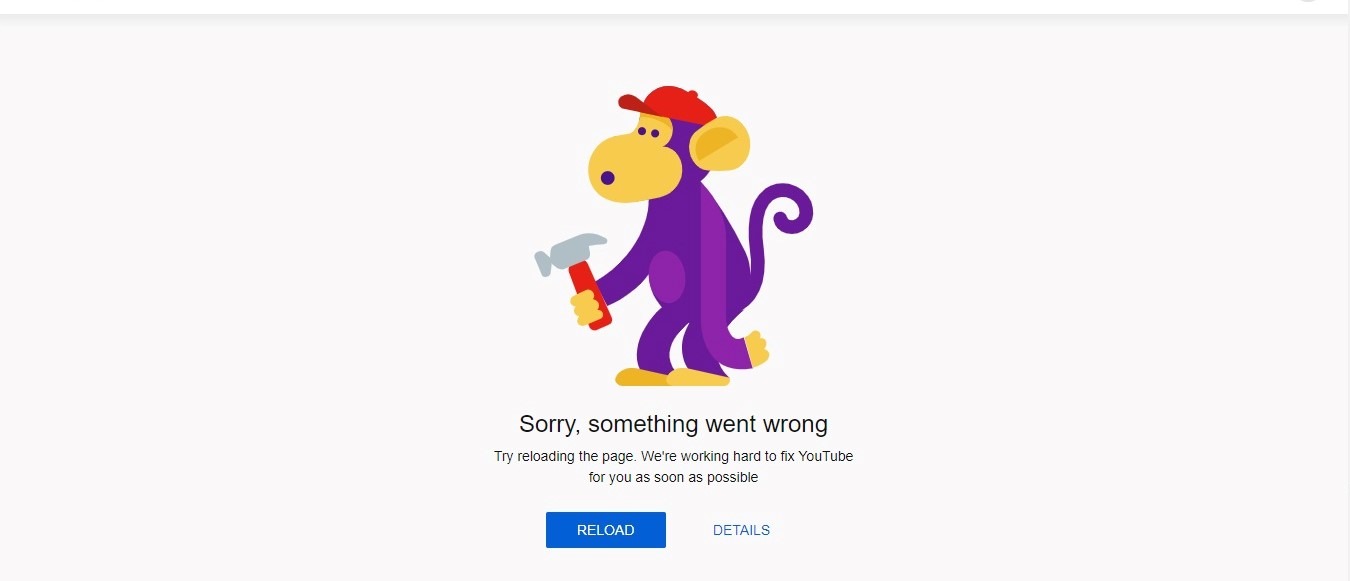 Sorry, something went wrong
Try reloading the page. We're working hard to fix YouTube
for you as soon as possible
RELOAD
DETAILS